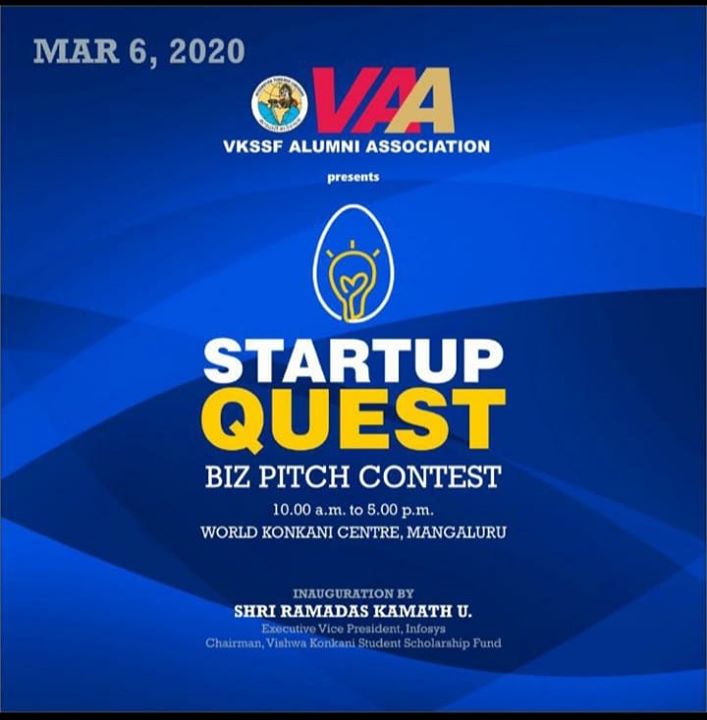 MAR 6, 2020
VAA
VKSSF ALUMNI ASSOCIATION
presents
STARTUP
QUEST
BIZ PITCH CONTEST
10.00 a.m. to 5.00 p.m.
WORLD KONKANI CENTRE, MANGALURU
INAUGURATION BY
SHRI RAMADAS KAMATH U.
Executive Vice President, Infosys
Chairman, Vishwa Konkani Student Scholarship Fund